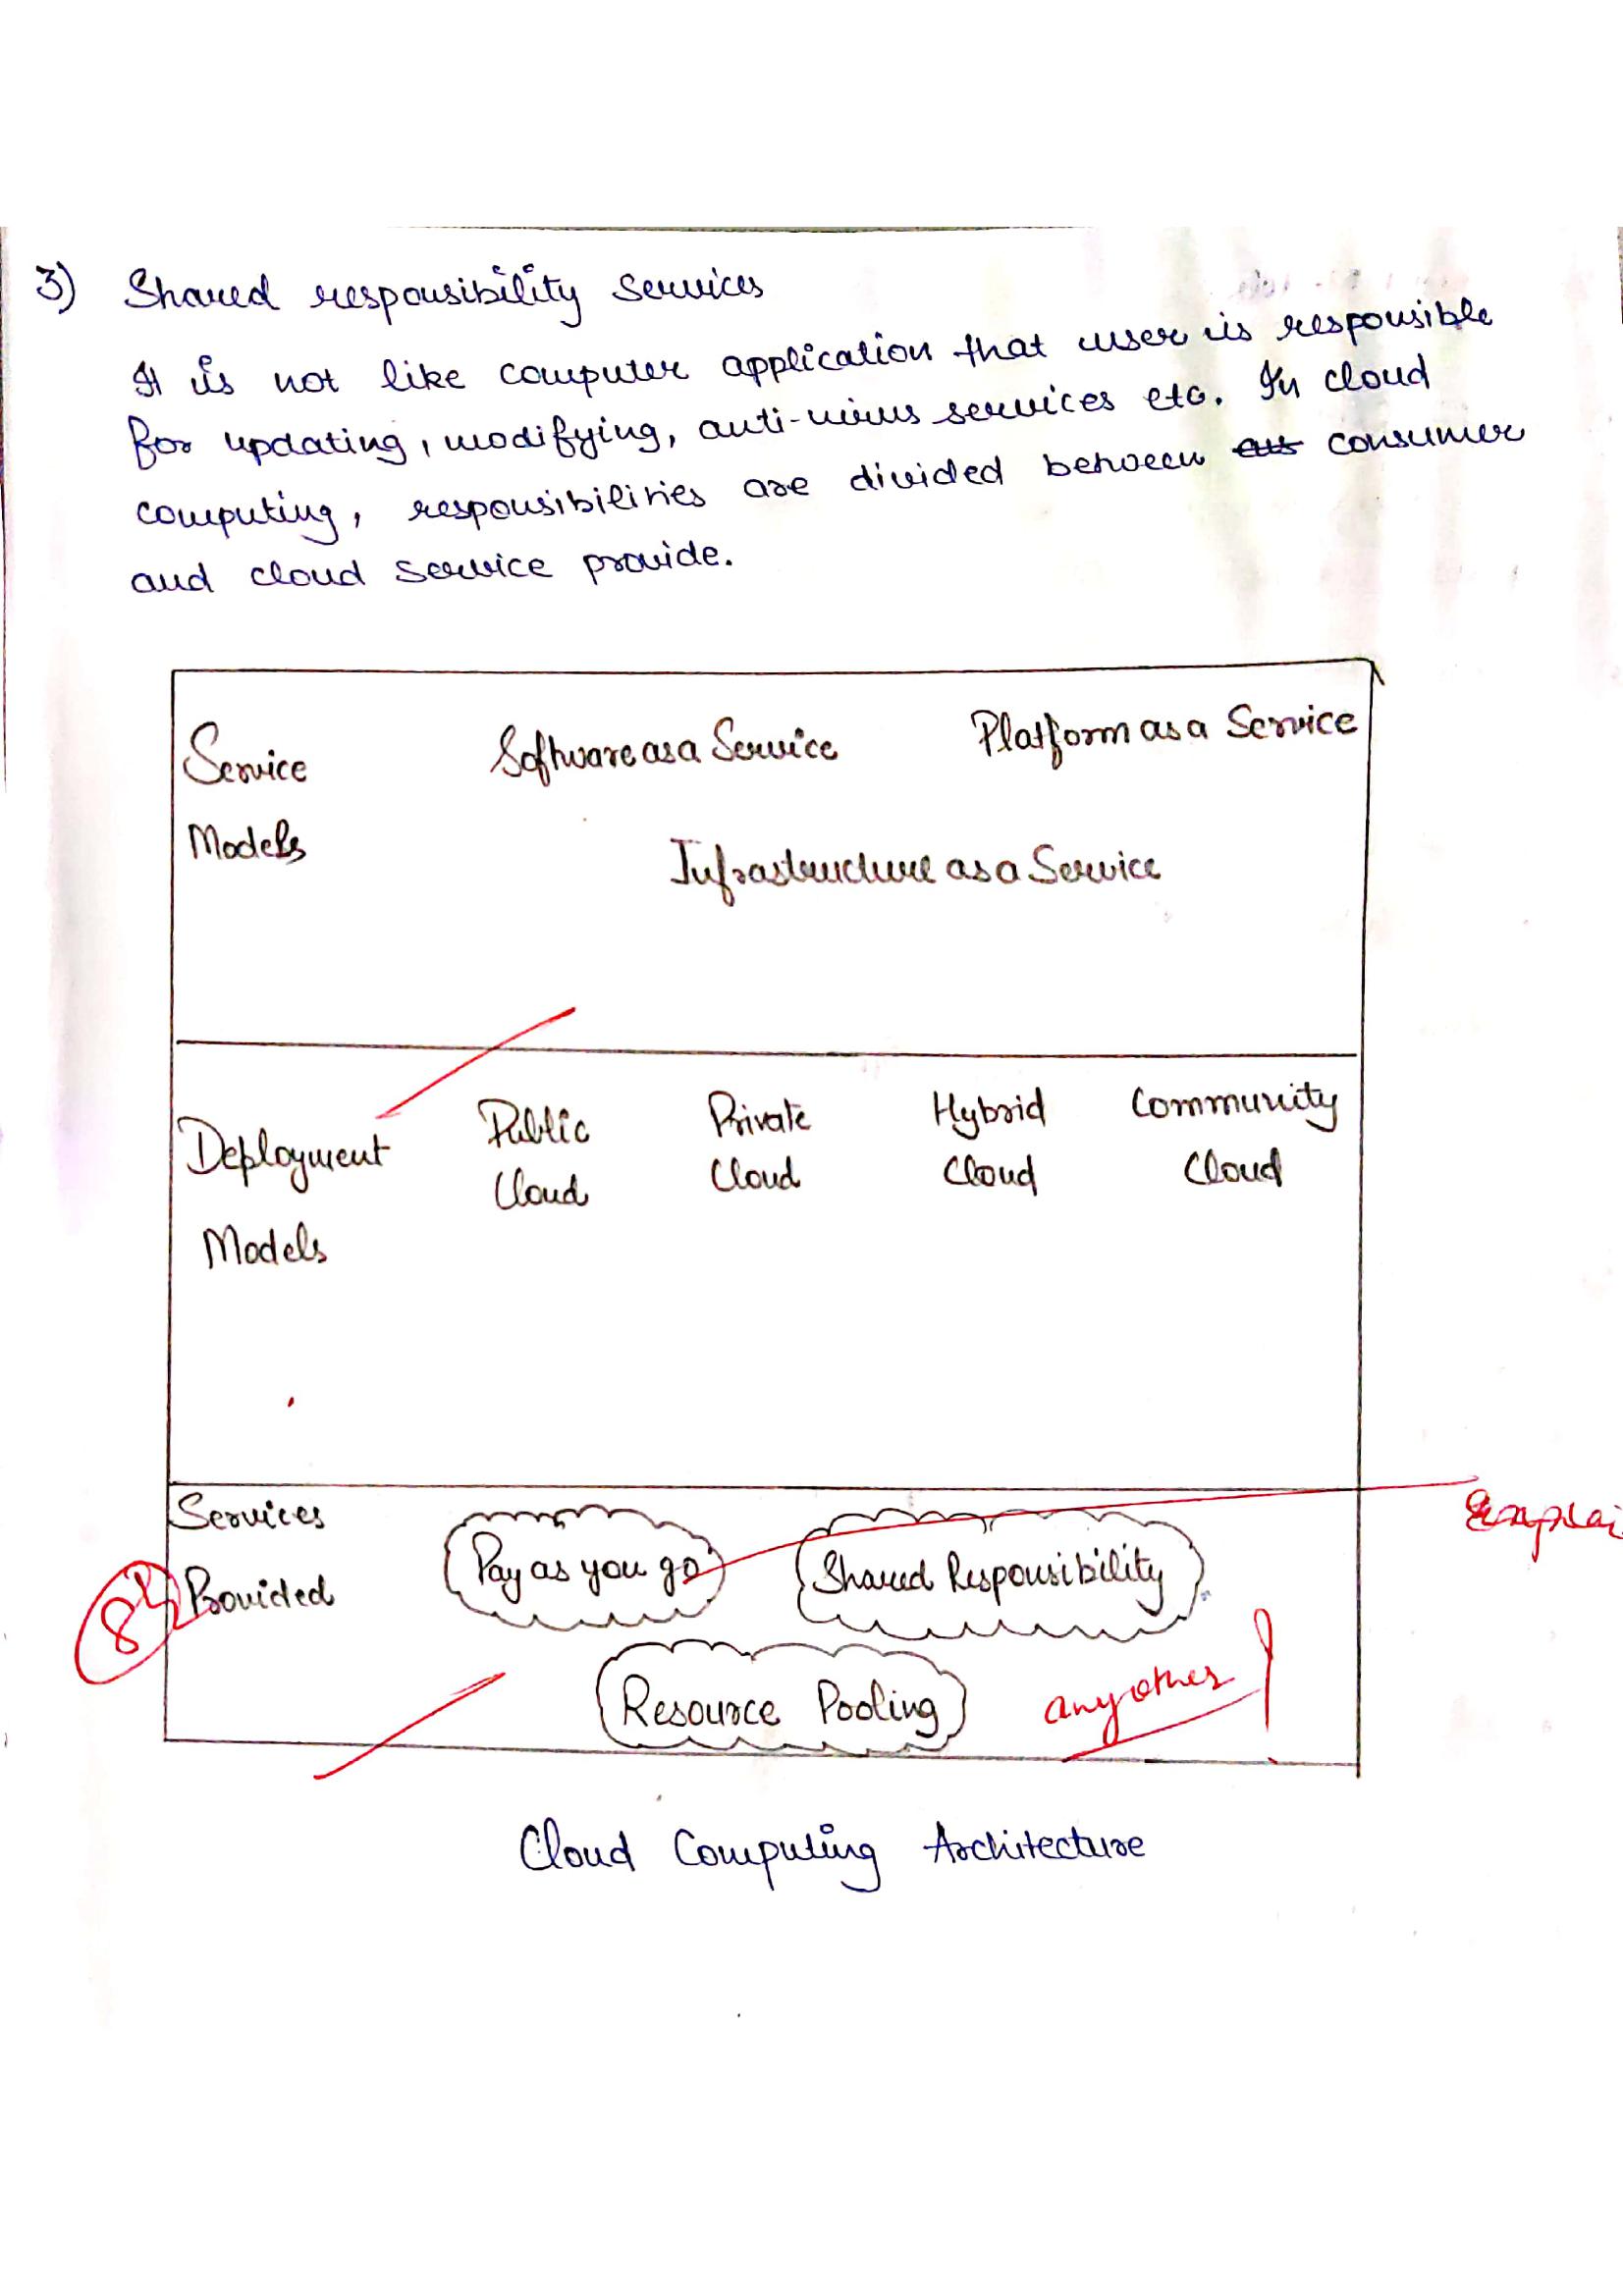 3) Shared responsibility services
It is not like computer application that user is responsible
for updating, modifying, anti-virus services etc. In cloud
computing, responsibilities are divided between consumer
and cloud service provide.
Service Models
Software as a Service
Platform as a Service
Infrastructure as a Service
Deployment Models
Public Cloud
Private Cloud
Hybrid Cloud
Community Cloud
Services Provided
Pay as you go
Shared Responsibility
Explai
8½
Resource Pooling
any other
Cloud Computing Architecture